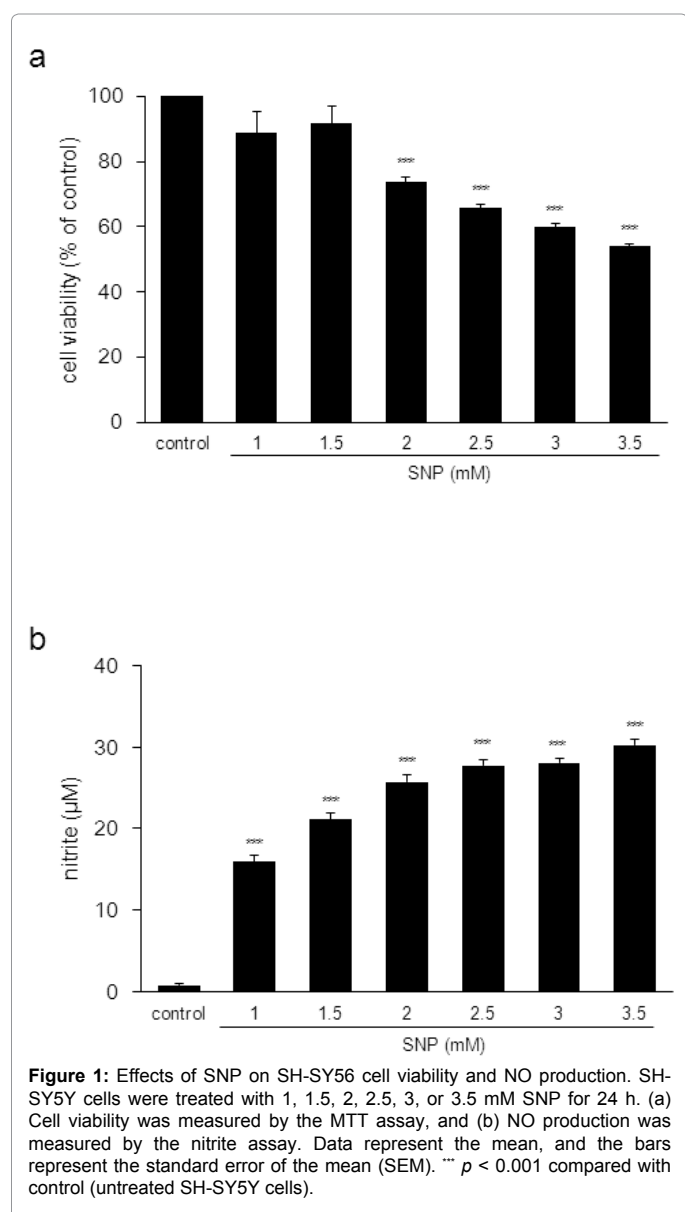 a
cell viability (% of control)
100
80
60
40
20
0
***
***
***
***
control 1 1.5 2 2.5 3 3.5
SNP (mM)
b
nitrite (µM)
40
30
20
10
0
***
***
***
***
***
***
control 1 1.5 2 2.5 3 3.5
SNP (mM)
Figure 1: Effects of SNP on SH-SY56 cell viability and NO production. SH-
SY5Y cells were treated with 1, 1.5, 2, 2.5, 3, or 3.5 mM SNP for 24 h. (a)
Cell viability was measured by the MTT assay, and (b) NO production was
measured by the nitrite assay. Data represent the mean, and the bars
represent the standard error of the mean (SEM). *** p < 0.001 compared with
control (untreated SH-SY5Y cells).